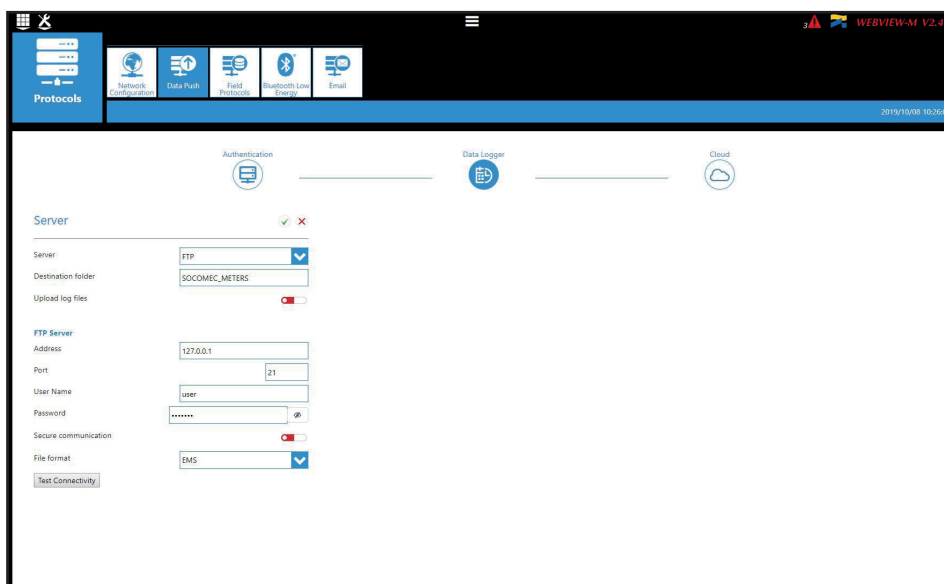 3 WEBVIEW-M V2.4
Protocols
Network Configuration
Data Push
Field Protocols
Bluetooth Low Energy
Email
2019/10/08 10:26:
Authentication
Data Logger
Cloud
Server
Server FTP
Destination folder SOCOMEC_METERS
Upload log files
FTP Server
Address 127.0.0.1
Port 21
User Name user
Password •••••••
Secure communication
File format EMS
Test Connectivity